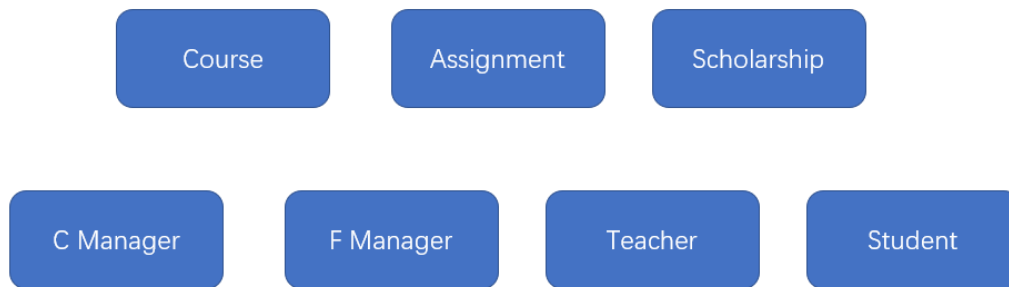 Course
Assignment
Scholarship
C Manager
F Manager
Teacher
Student